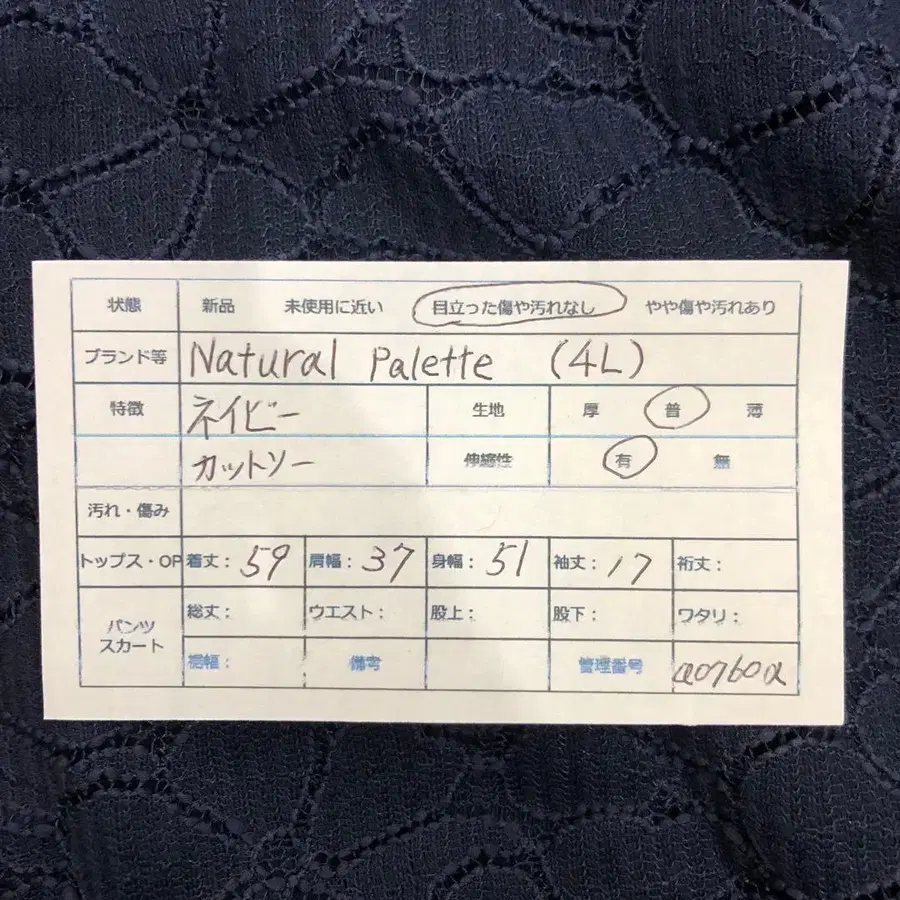 状態 新品 未使用に近い 目立った傷や汚れなし やや傷や汚れあり
ブランド等 Natural Palette (4L)
特徴 ネイビー 生地 厚 普 薄
カットソー 伸縮性 有 無
汚れ・傷み
トップス・OP 着丈: 59 肩幅: 37 身幅: 51 袖丈: 17 裄丈:
パンツ スカート 総丈: ウエスト: 股上: 股下: ワタリ:
裾幅: 備考 管理番号 a0760a